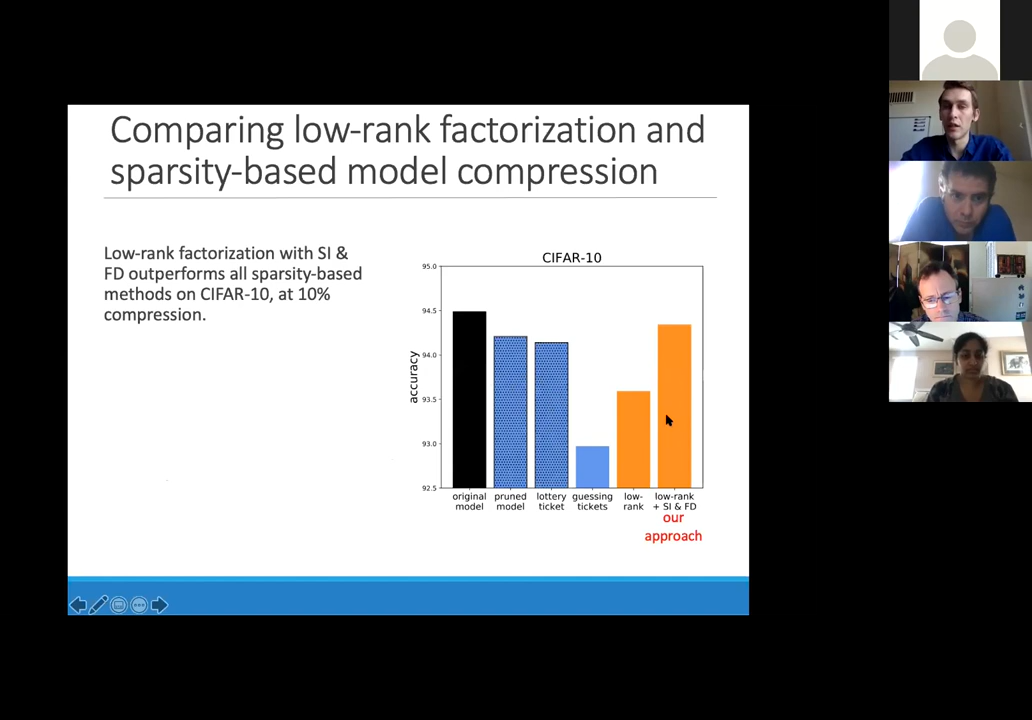 Comparing low-rank factorization and
sparsity-based model compression
Low-rank factorization with SI &
FD outperforms all sparsity-based
methods on CIFAR-10, at 10%
compression.
CIFAR-10
95.0
94.5
94.0
93.5
93.0
92.5
accuracy
original
model
pruned
model
lottery
ticket
guessing
tickets
low-
rank
low-rank
+ SI & FD
our
approach